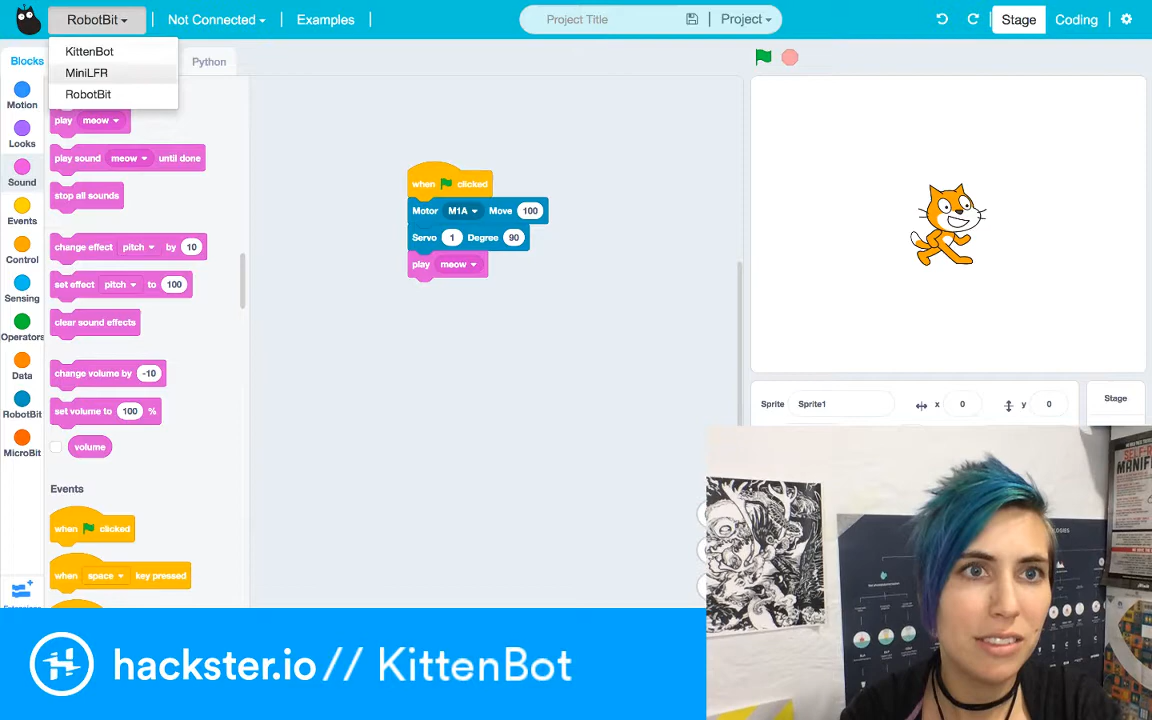 RobotBit
Not Connected
Examples
Project Title
Project
Stage
Coding
KittenBot
MiniLFR
RobotBit
Blocks
Python
Motion
Looks
Sound
Events
Control
Sensing
Operators
Data
RobotBit
MicroBit
play meow
play sound meow until done
stop all sounds
change effect pitch by 10
set effect pitch to 100
clear sound effects
change volume by -10
set volume to 100 %
volume
Events
when clicked
when space key pressed
when clicked
Motor M1A Move 100
Servo 1 Degree 90
play meow
Sprite Sprite1 x 0 y 0
Stage
hackster.io // KittenBot